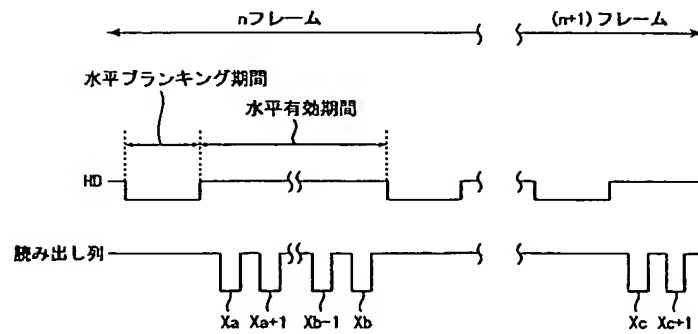 nフレーム
(n+1)フレーム
水平ブランキング期間
水平有効期間
HD
読み出し列
Xa Xa+1 Xb-1 Xb Xc Xc+1